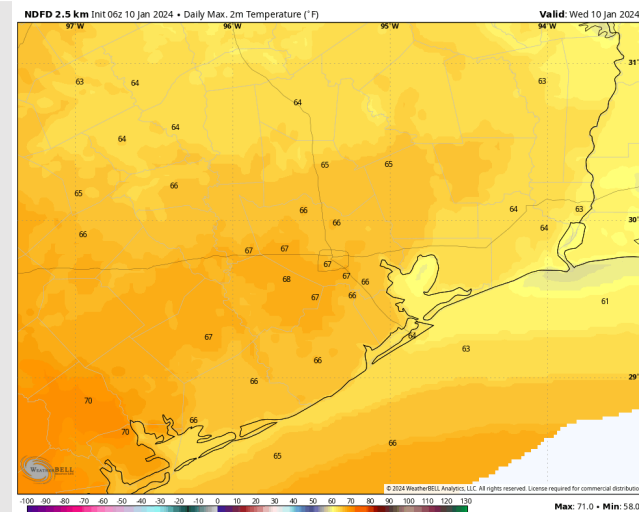 NDFD 2.5 km Init 06z 10 Jan 2024 • Daily Max. 2m Temperature (°F)
Valid: Wed 10 Jan 2024
97°W 96°W 95°W 94°W
31°
63 64 63
64
64 64
65 65
66
65
66 64 63
30°
66 66 64
67 67
67
68 67 66
67 66
61
67 64
63
66
29°
66
70
66
70
66
65
WEATHERBELL
© 2024 WeatherBELL Analytics, LLC. All rights reserved. License required for commercial distributio
-100 -90 -80 -70 -60 -50 -40 -30 -20 -10 0 10 20 30 40 50 60 70 80 90 100 110 120 130
Max: 71.0 • Min: 58.0